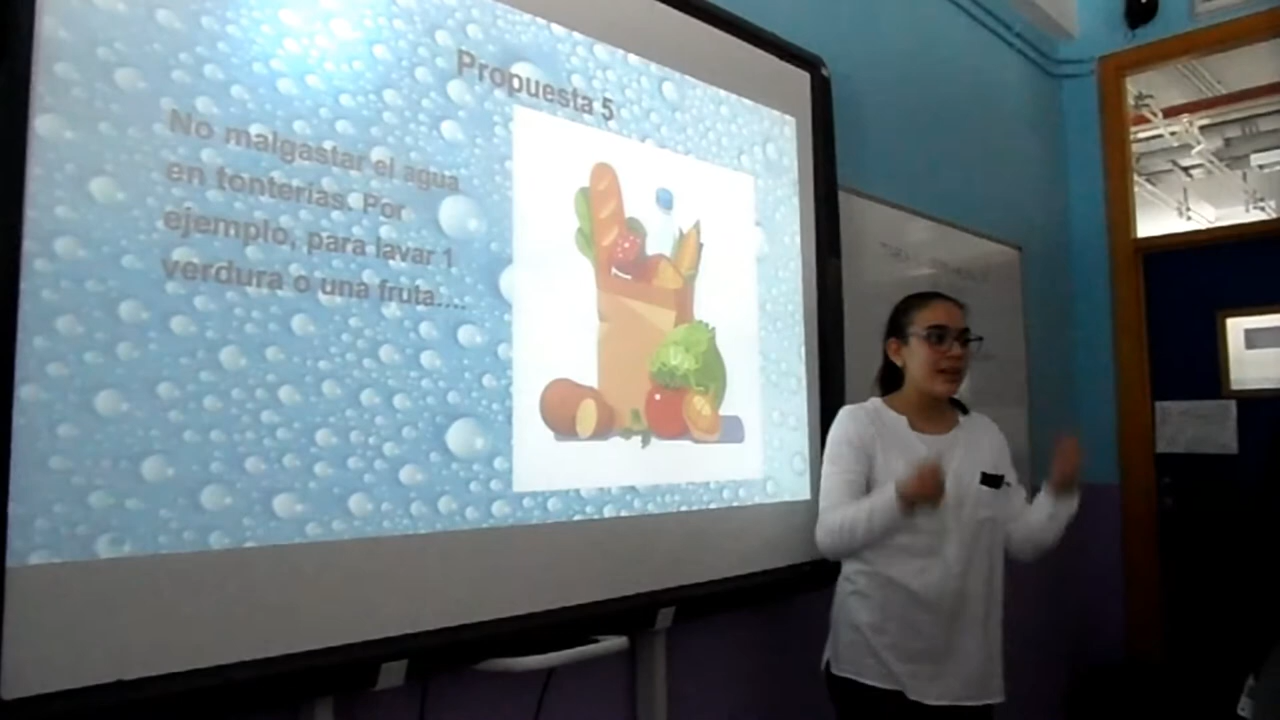 Propuesta 5
No malgastar el agua
en tonterías. Por
ejemplo, para lavar 1
verdura o una fruta....